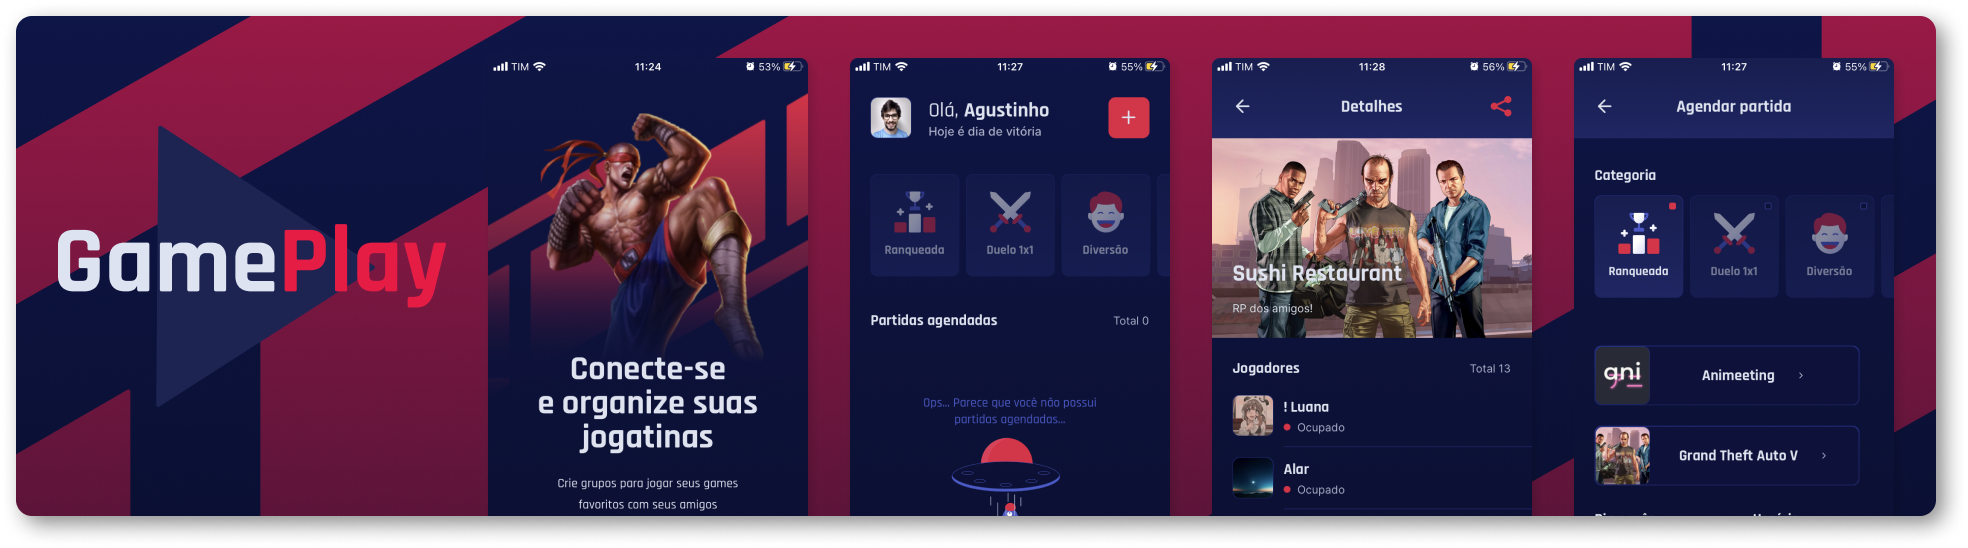 GamePlay
TIM 11:24 53%
Conecte-se
e organize suas
jogatinas
Crie grupos para jogar seus games
favoritos com seus amigos
TIM 11:27 55%
Olá, Agustinho
Hoje é dia de vitória
Ranqueada Duelo 1x1 Diversão
Partidas agendadas Total 0
Ops... Parece que você não possui
partidas agendadas...
TIM 11:28 56%
Detalhes
Sushi Restaurant
RP dos amigos!
Jogadores Total 13
! Luana
Ocupado
Alar
Ocupado
TIM 11:27 55%
Agendar partida
Categoria
Ranqueada Duelo 1x1 Diversão
gni
Animeeting
Grand Theft Auto V